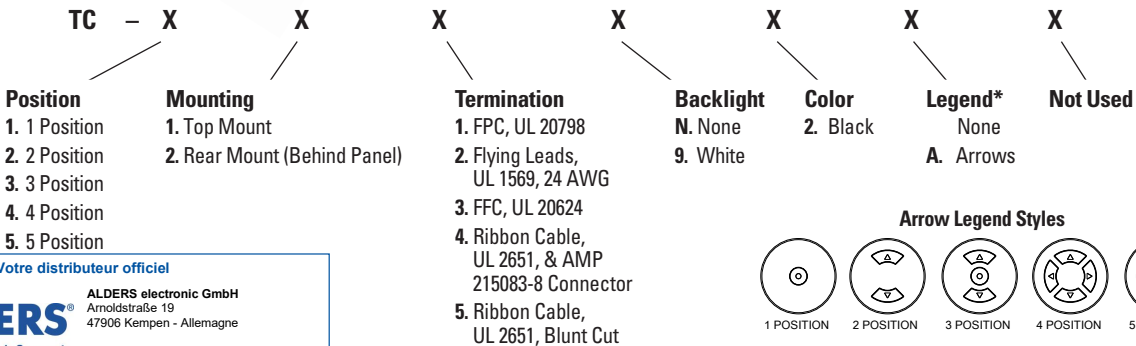 TC – X X X X X X X
Position
1. 1 Position
2. 2 Position
3. 3 Position
4. 4 Position
5. 5 Position
Mounting
1. Top Mount
2. Rear Mount (Behind Panel)
Termination
1. FPC, UL 20798
2. Flying Leads,
UL 1569, 24 AWG
3. FFC, UL 20624
4. Ribbon Cable,
UL 2651, & AMP
215083-8 Connector
5. Ribbon Cable,
UL 2651, Blunt Cut
Backlight
N. None
9. White
Color
2. Black
Legend*
None
A. Arrows
Not Used
Arrow Legend Styles
1 POSITION 2 POSITION 3 POSITION 4 POSITION 5
Votre distributeur officiel
ERS®
ALDERS electronic GmbH
Arnoldstraße 19
47906 Kempen - Allemagne